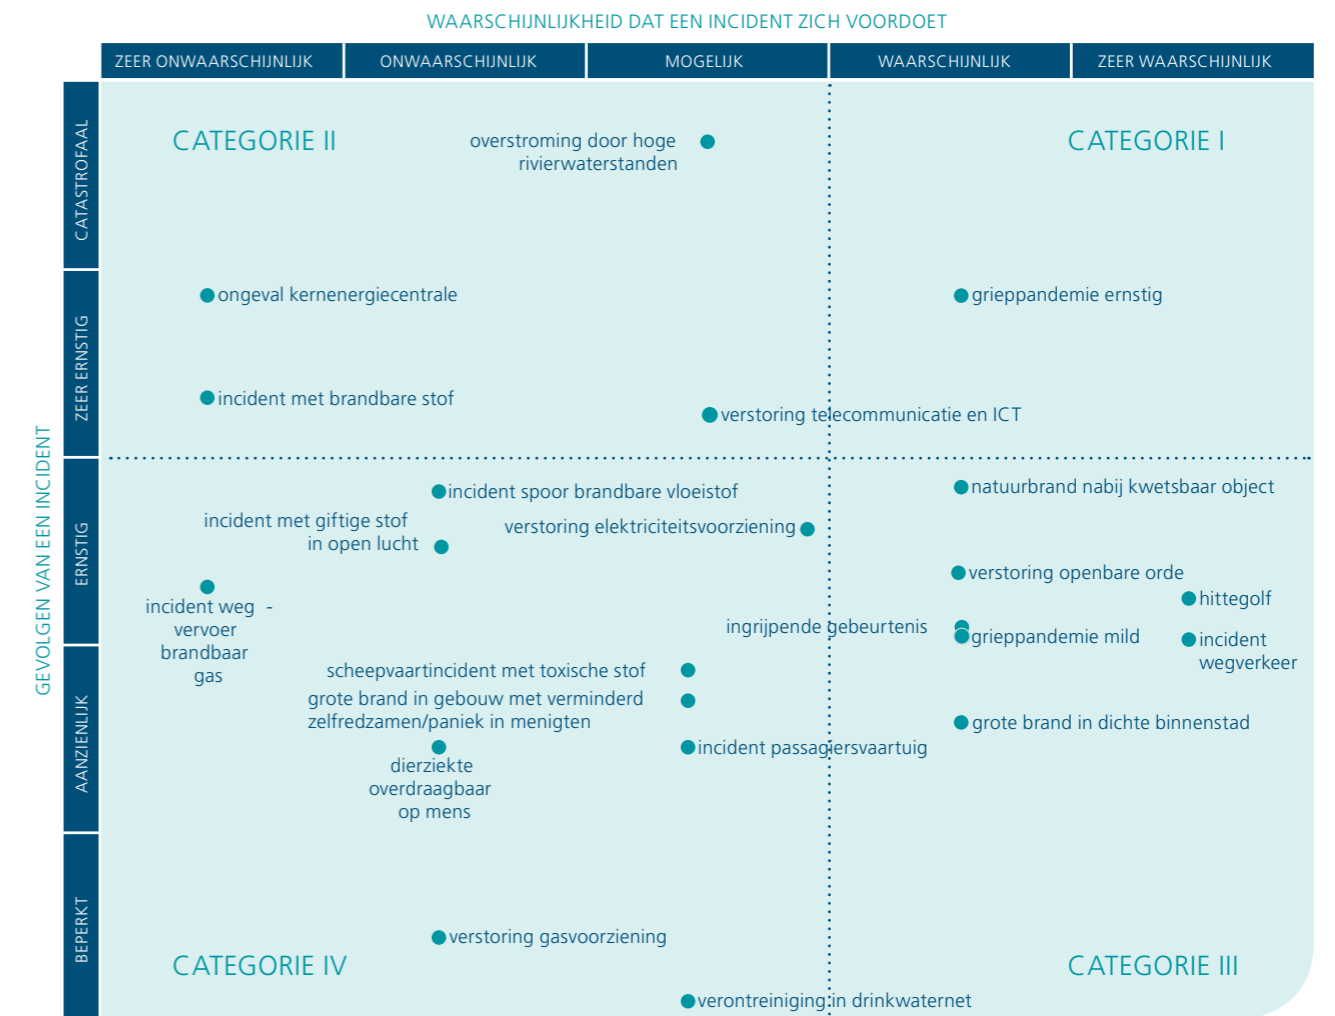 WAARSCHIJNLIJKHEID DAT EEN INCIDENT ZICH VOORDOET
ZEER ONWAARSCHIJNLIJK
ONWAARSCHIJNLIJK
MOGELIJK
WAARSCHIJNLIJK
ZEER WAARSCHIJNLIJK
GEVOLGEN VAN EEN INCIDENT
CATASTROFAAL
ZEER ERNSTIG
ERNSTIG
AANZIENLIJK
BEPERKT
CATEGORIE II
overstroming door hoge
rivierwaterstanden
CATEGORIE I
ongeval kernenergiecentrale
grieppandemie ernstig
incident met brandbare stof
verstoring telecommunicatie en ICT
incident spoor brandbare vloeistof
natuurbrand nabij kwetsbaar object
incident met giftige stof
in open lucht
verstoring elektriciteitsvoorziening
verstoring openbare orde
hittegolf
incident weg -
vervoer
brandbaar
gas
ingrijpende gebeurtenis
grieppandemie mild
incident
wegverkeer
scheepvaartincident met toxische stof
grote brand in gebouw met verminderd
zelfredzamen/paniek in menigten
grote brand in dichte binnenstad
incident passagiersvaartuig
dierziekte
overdraagbaar
op mens
verstoring gasvoorziening
CATEGORIE IV
CATEGORIE III
verontreiniging in drinkwaternet